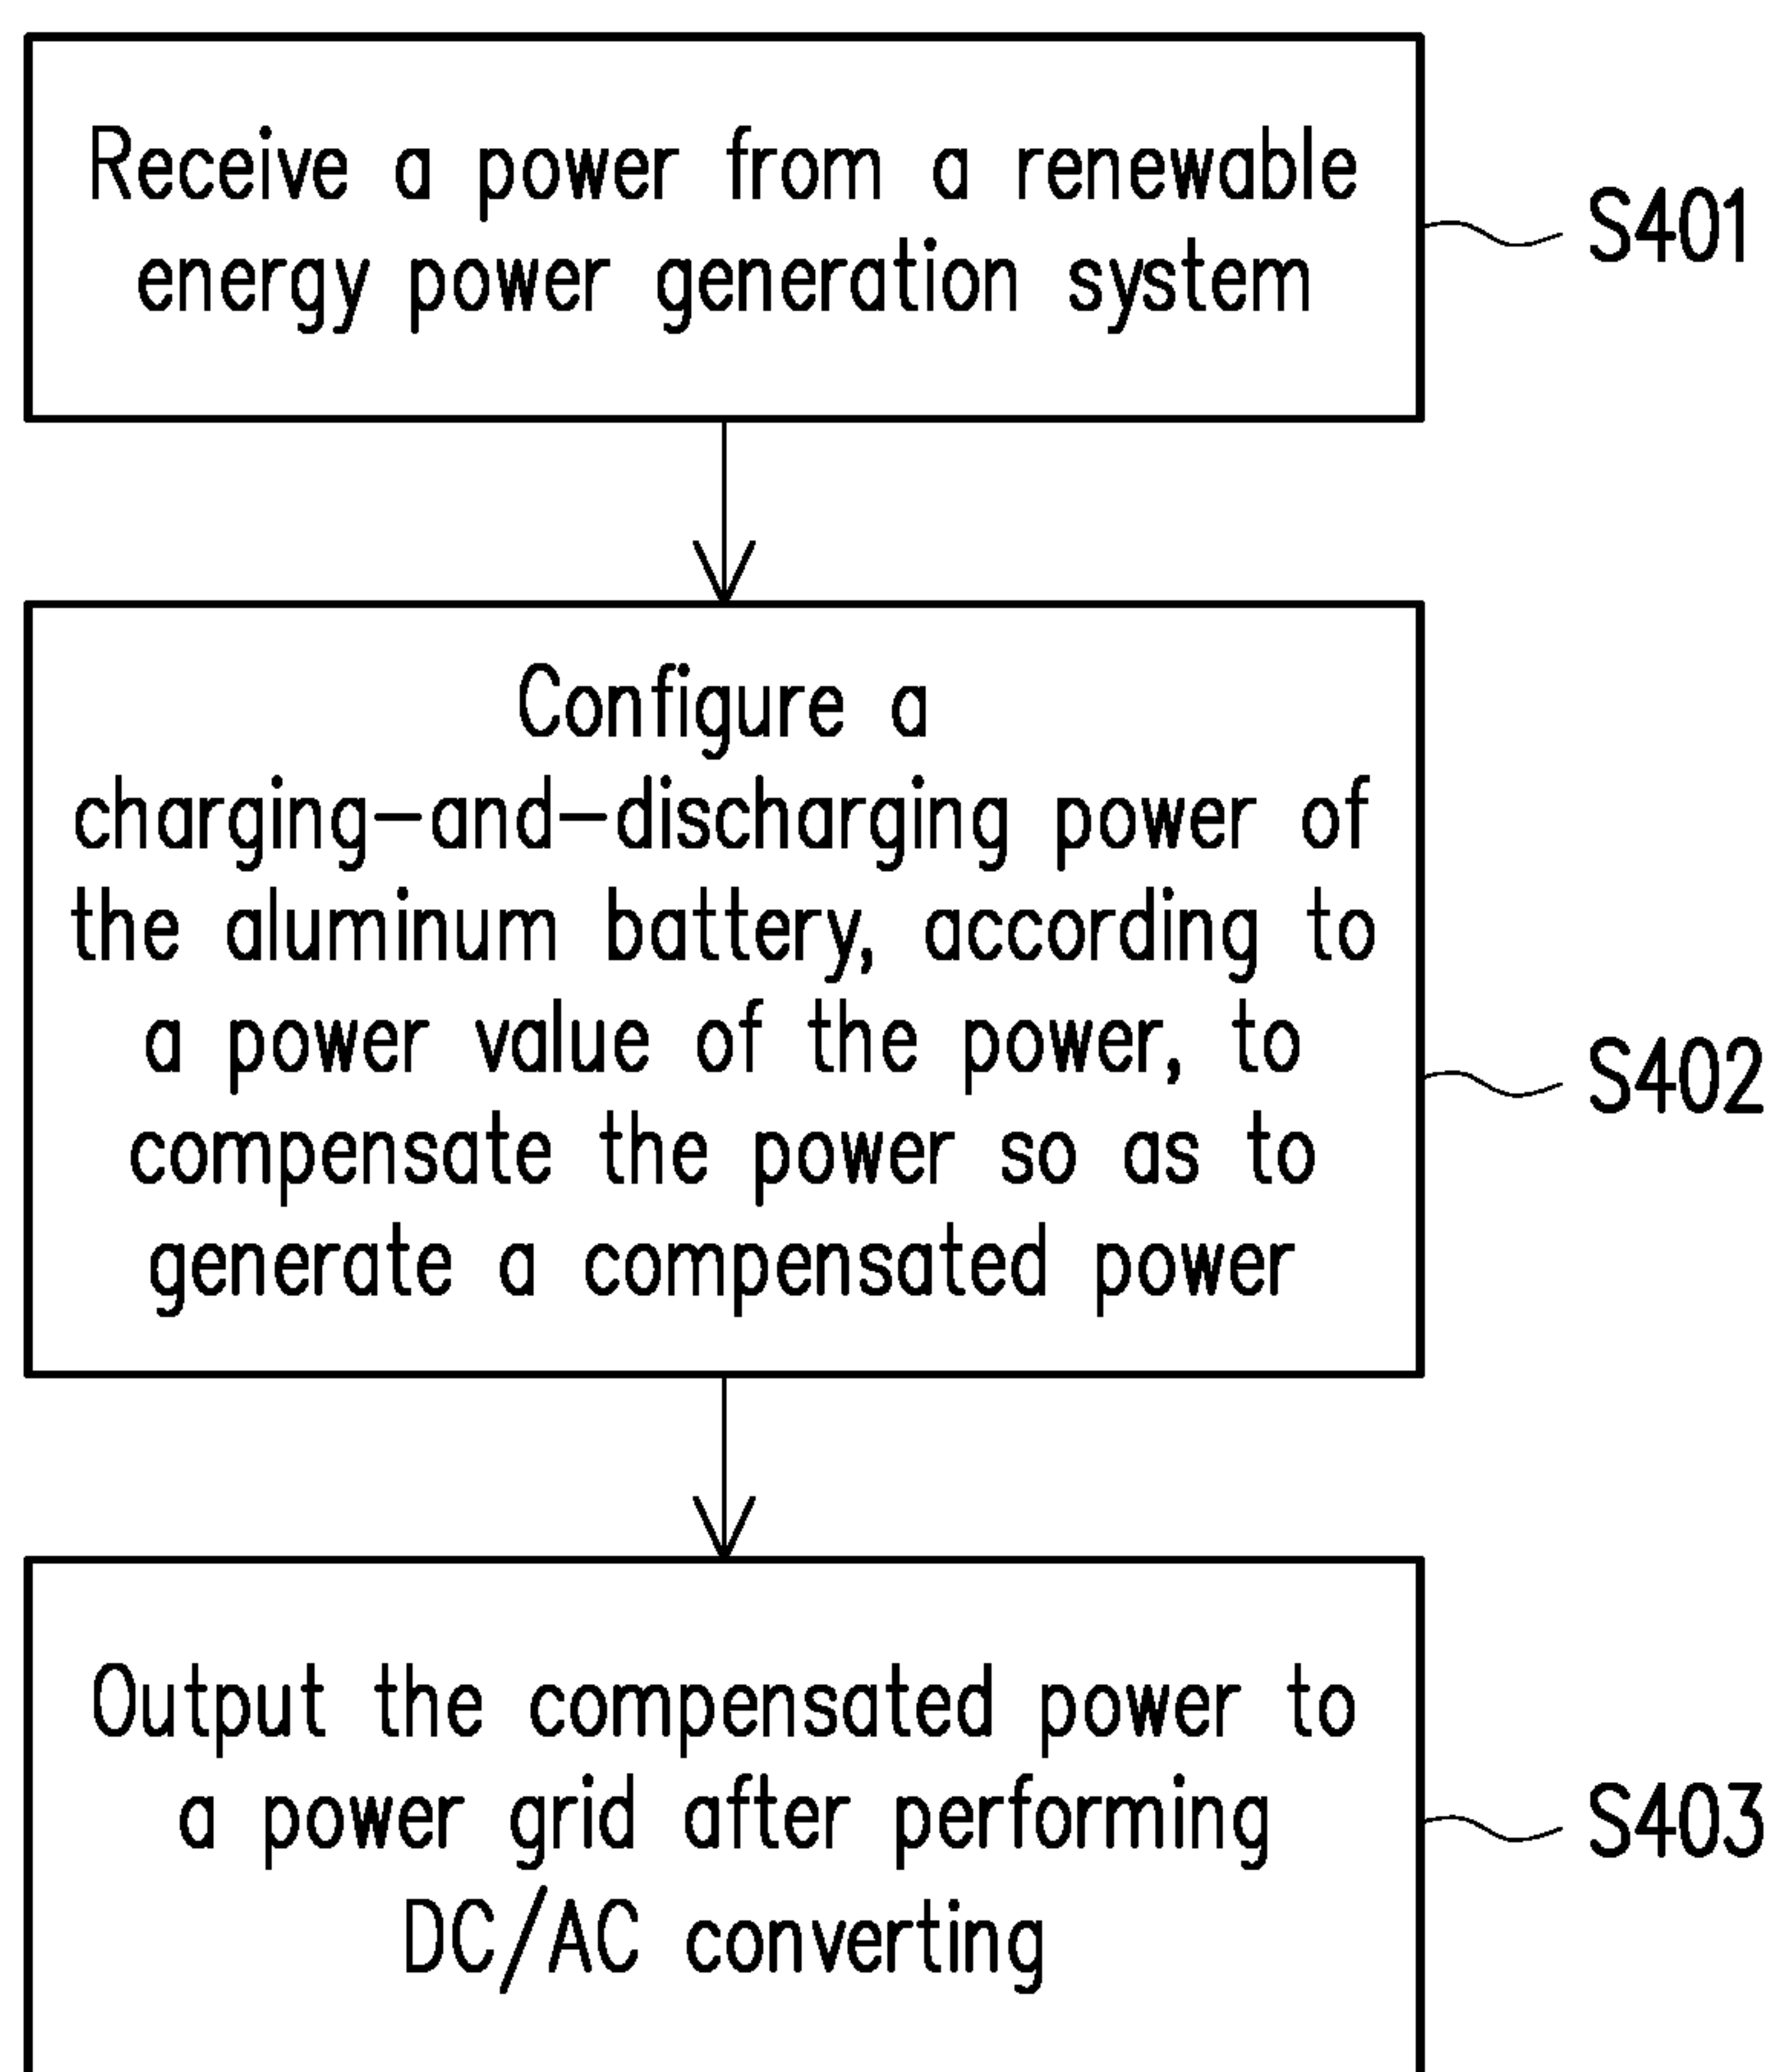 Receive a power from a renewable
energy power generation system
S401
Configure a
charging-and-discharging power of
the aluminum battery, according to
a power value of the power, to
compensate the power so as to
generate a compensated power
S402
Output the compensated power to
a power grid after performing
DC/AC converting
S403